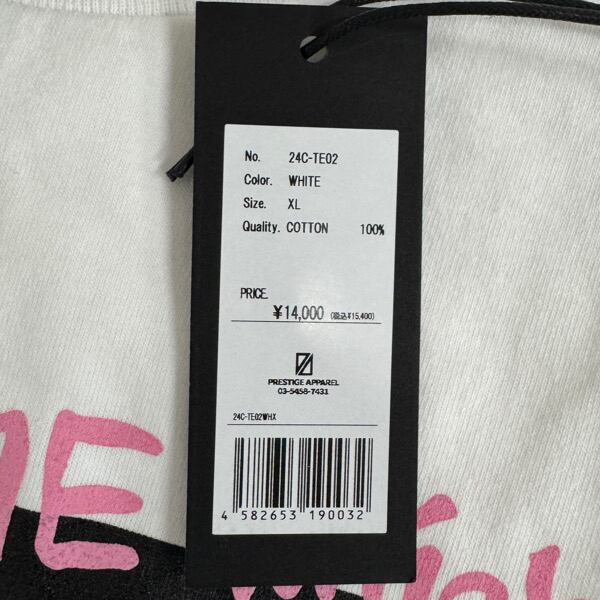 No. 24C-TE02
Color. WHITE
Size. XL
Quality. COTTON 100%
PRICE.
¥14,000 (税込¥15,400)
PRESTIGE APPAREL
03-5458-7431
24C-TE02WHX
4 582653 190032
ME